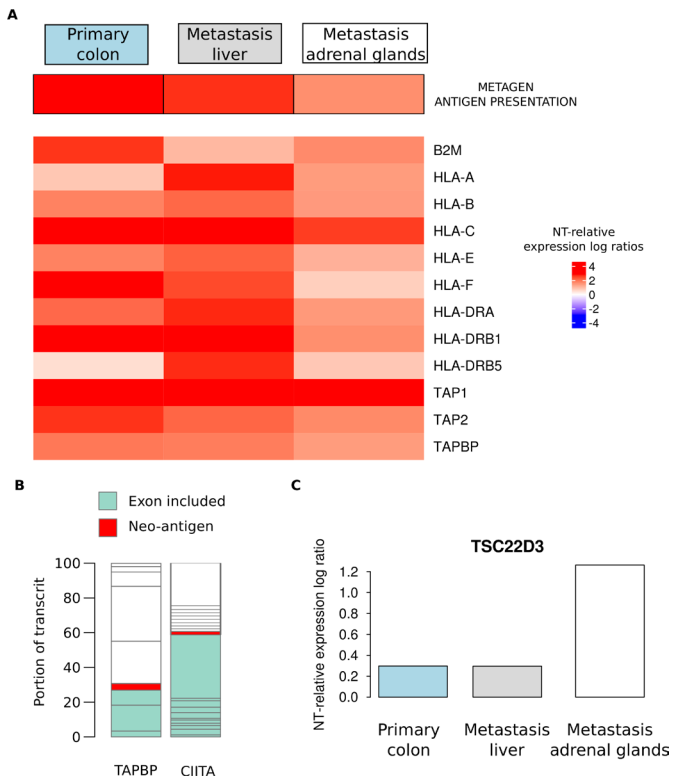 A
Primary
colon
Metastasis
liver
Metastasis
adrenal glands
METAGEN
ANTIGEN PRESENTATION
B2M
HLA-A
HLA-B
HLA-C
HLA-E
HLA-F
HLA-DRA
HLA-DRB1
HLA-DRB5
TAP1
TAP2
TAPBP
NT-relative
expression log ratios
4
2
0
-2
-4
B
Exon included
Neo-antigen
Portion of transcrit
100
80
60
40
20
0
TAPBP
CIITA
C
TSC22D3
NT-relative expression log ratio
1.2
1.0
0.8
0.6
0.4
0.2
0.0
Primary
colon
Metastasis
liver
Metastasis
adrenal glands